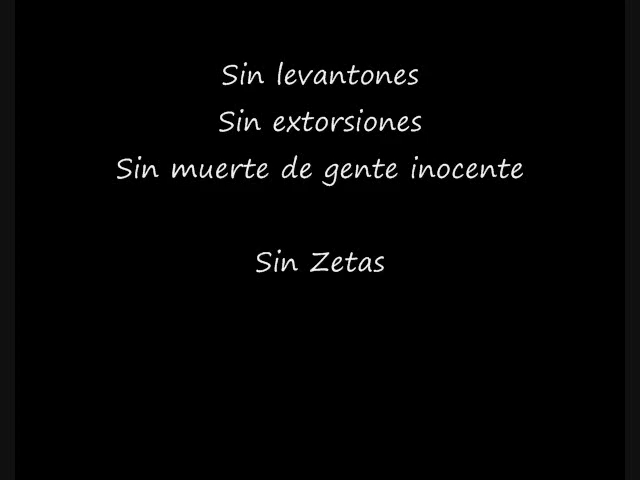 Sin levantones
Sin extorsiones
Sin muerte de gente inocente
Sin Zetas